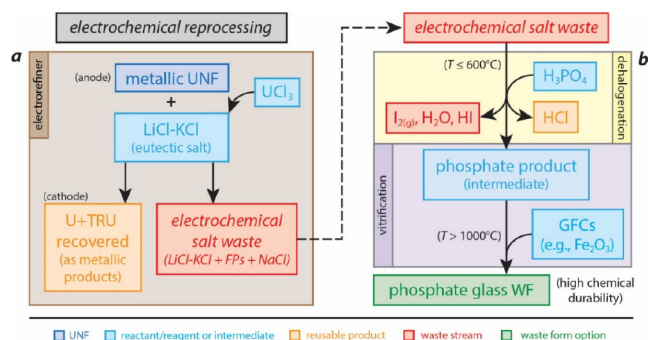 electrochemical reprocessing
a
electrorefiner
(anode)
metallic UNF
+
UCl₃
LiCl-KCl
(eutectic salt)
(cathode)
U+TRU
recovered
(as metallic
products)
electrochemical
salt waste
(LiCl-KCl + FPs + NaCl)
electrochemical salt waste
b
(T ≤ 600°C)
H₃PO₄
dehalogenation
I₂(g), H₂O, HI
HCl
phosphate product
(intermediate)
vitrification
(T > 1000°C)
GFCs
(e.g., Fe₂O₃)
phosphate glass WF
(high chemical
durability)
UNF
reactant/reagent or intermediate
reusable product
waste stream
waste form option